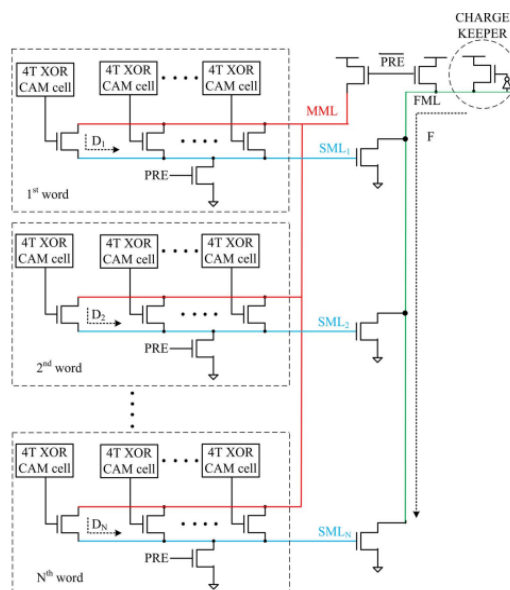 CHARGE
KEEPER
PRE
4T XOR
CAM cell
4T XOR
CAM cell
4T XOR
CAM cell
MML
FML
D1
SML1
F
PRE
1st word
4T XOR
CAM cell
4T XOR
CAM cell
4T XOR
CAM cell
D2
SML2
PRE
2nd word
4T XOR
CAM cell
4T XOR
CAM cell
4T XOR
CAM cell
DN
SMLN
PRE
Nth word